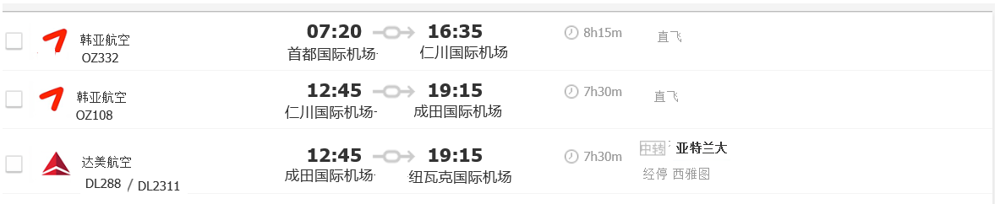 07:20 16:35 8h15m
韩亚航空 直飞
首都国际机场 仁川国际机场
OZ332
12:45 19:15 7h30m
韩亚航空 直飞
仁川国际机场 成田国际机场
OZ108
12:45 19:15 7h30m 中转 亚特兰大
达美航空
成田国际机场 纽瓦克国际机场 经停 西雅图
DL288 / DL2311